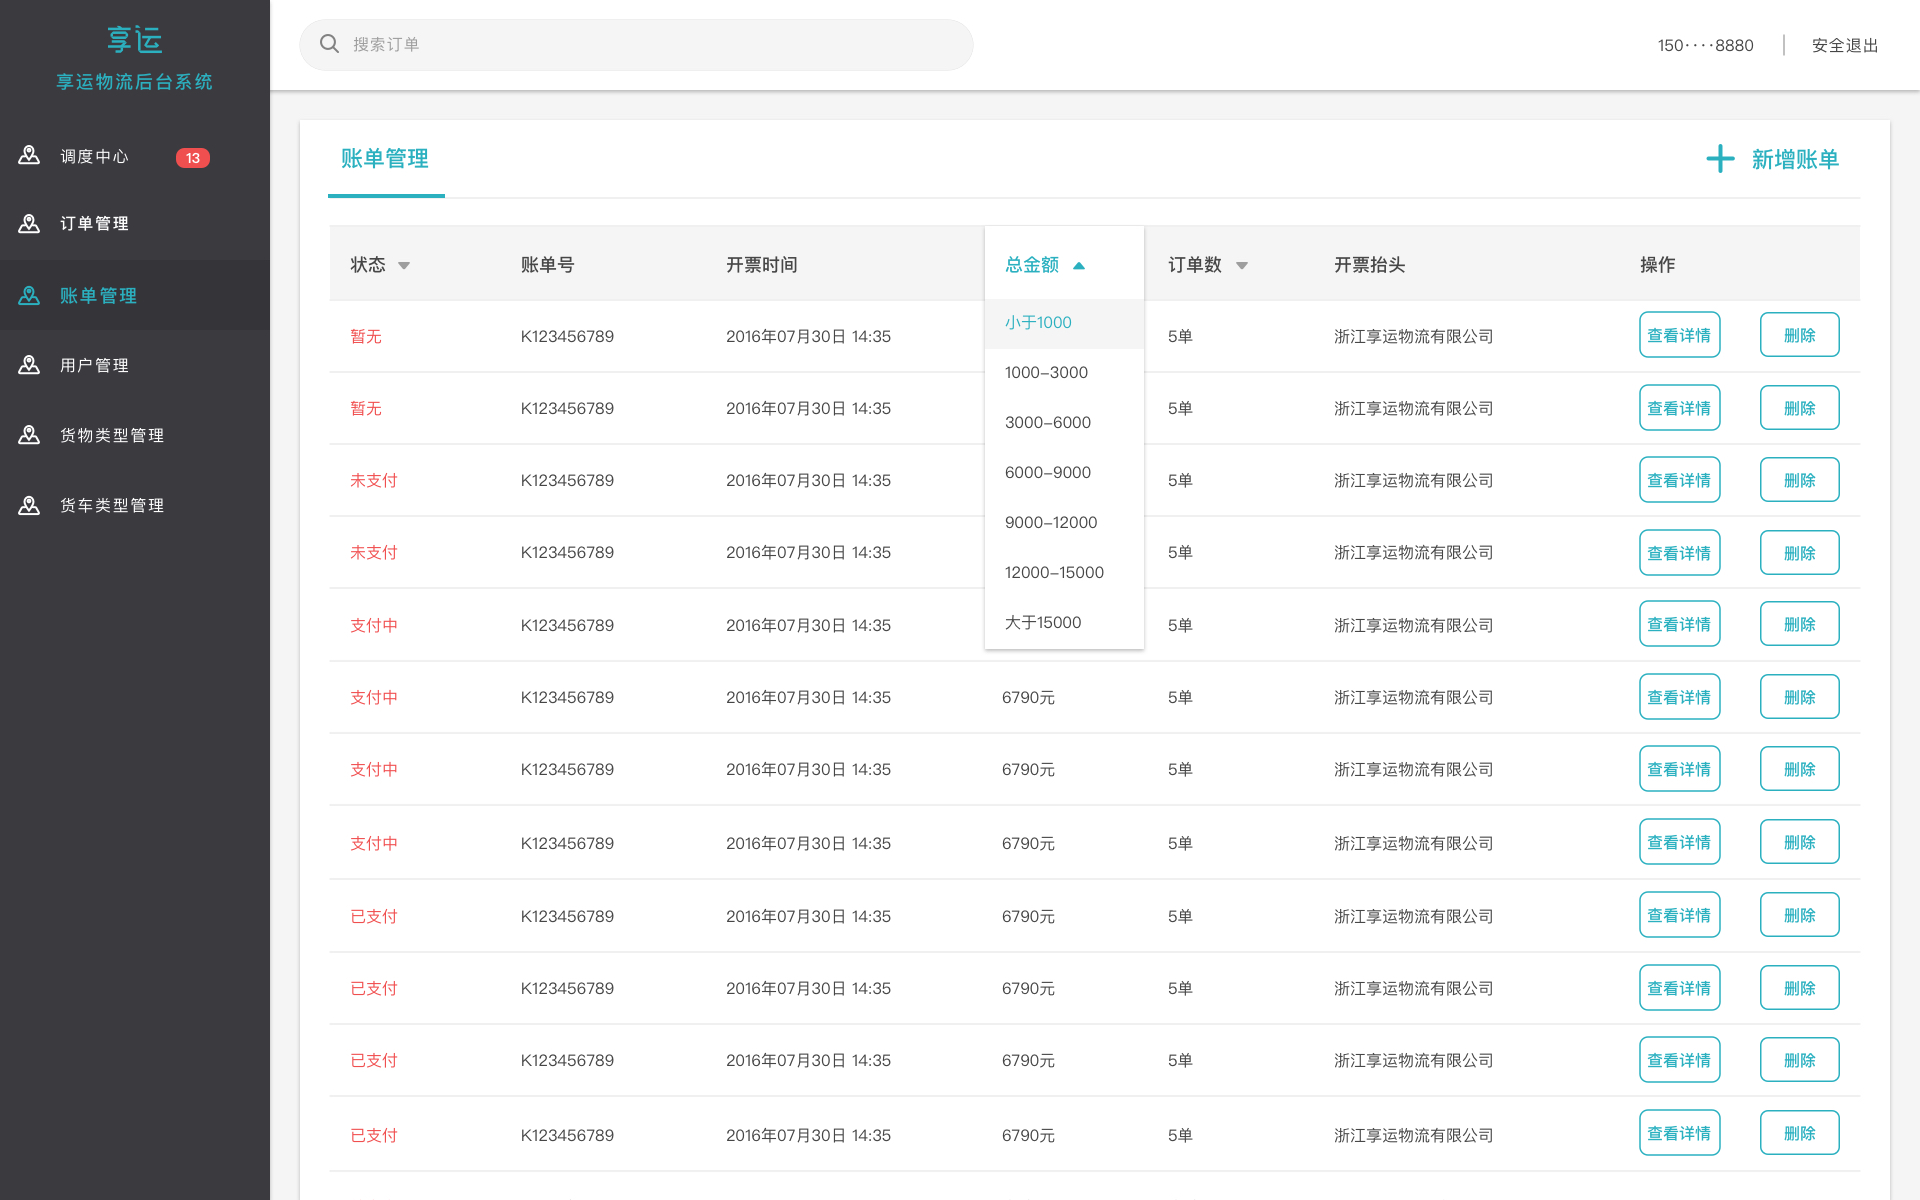 享运
享运物流后台系统
调度中心 13
订单管理
账单管理
用户管理
货物类型管理
货车类型管理
搜索订单
150····8880 安全退出
账单管理
新增账单
状态 账单号 开票时间 总金额 订单数 开票抬头 操作
小于1000
1000-3000
3000-6000
6000-9000
9000-12000
12000-15000
大于15000
暂无 K123456789 2016年07月30日 14:35 5单 浙江享运物流有限公司 查看详情 删除
暂无 K123456789 2016年07月30日 14:35 5单 浙江享运物流有限公司 查看详情 删除
未支付 K123456789 2016年07月30日 14:35 5单 浙江享运物流有限公司 查看详情 删除
未支付 K123456789 2016年07月30日 14:35 5单 浙江享运物流有限公司 查看详情 删除
支付中 K123456789 2016年07月30日 14:35 5单 浙江享运物流有限公司 查看详情 删除
支付中 K123456789 2016年07月30日 14:35 6790元 5单 浙江享运物流有限公司 查看详情 删除
支付中 K123456789 2016年07月30日 14:35 6790元 5单 浙江享运物流有限公司 查看详情 删除
支付中 K123456789 2016年07月30日 14:35 6790元 5单 浙江享运物流有限公司 查看详情 删除
已支付 K123456789 2016年07月30日 14:35 6790元 5单 浙江享运物流有限公司 查看详情 删除
已支付 K123456789 2016年07月30日 14:35 6790元 5单 浙江享运物流有限公司 查看详情 删除
已支付 K123456789 2016年07月30日 14:35 6790元 5单 浙江享运物流有限公司 查看详情 删除
已支付 K123456789 2016年07月30日 14:35 6790元 5单 浙江享运物流有限公司 查看详情 删除